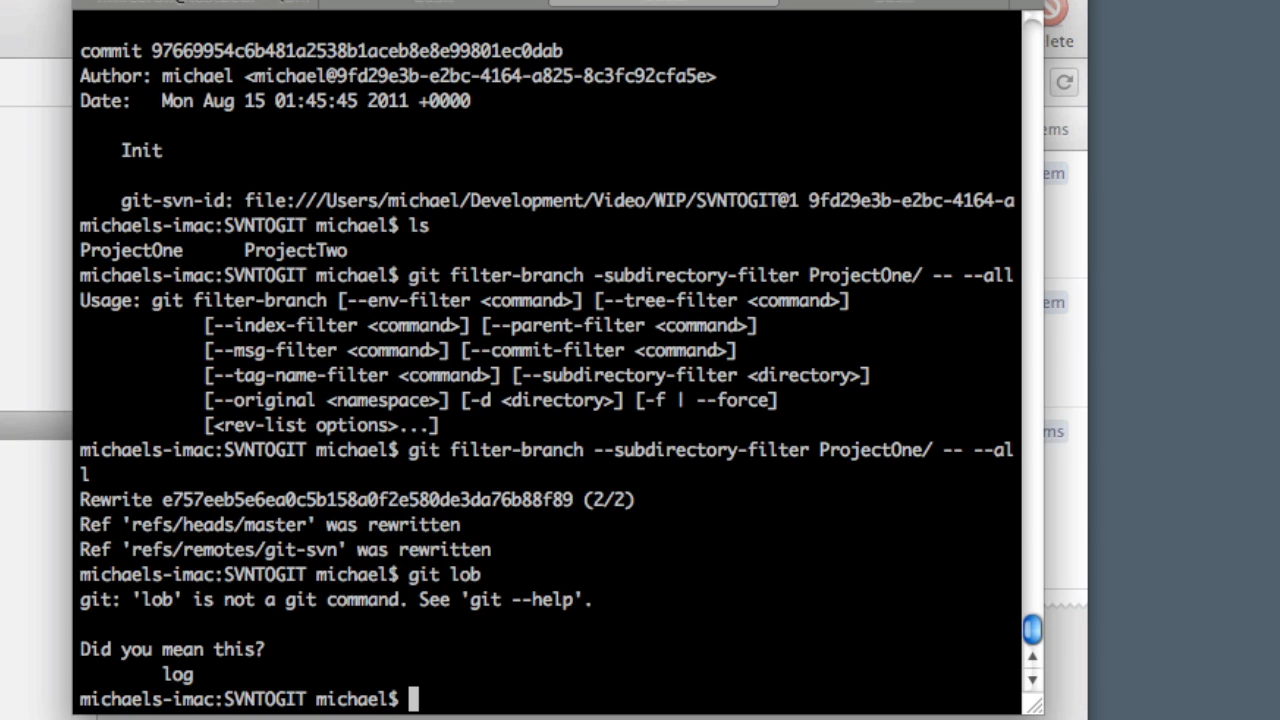 lete
commit 97669954c6b481a2538b1aceb8e8e99801ec0dab
Author: michael <michael@9fd29e3b-e2bc-4164-a825-8c3fc92cfa5e>
Date:   Mon Aug 15 01:45:45 2011 +0000
ems
Init
em
git-svn-id: file:///Users/michael/Development/Video/WIP/SVNTOGIT@1 9fd29e3b-e2bc-4164-a
michaels-imac:SVNTOGIT michael$ ls
ProjectOne      ProjectTwo
michaels-imac:SVNTOGIT michael$ git filter-branch -subdirectory-filter ProjectOne/ -- --all
Usage: git filter-branch [--env-filter <command>] [--tree-filter <command>]
em
[--index-filter <command>] [--parent-filter <command>]
[--msg-filter <command>] [--commit-filter <command>]
[--tag-name-filter <command>] [--subdirectory-filter <directory>]
[--original <namespace>] [-d <directory>] [-f | --force]
[<rev-list options>...]
ms
michaels-imac:SVNTOGIT michael$ git filter-branch --subdirectory-filter ProjectOne/ -- --al
l
Rewrite e757eeb5e6ea0c5b158a0f2e580de3da76b88f89 (2/2)
Ref 'refs/heads/master' was rewritten
Ref 'refs/remotes/git-svn' was rewritten
michaels-imac:SVNTOGIT michael$ git lob
git: 'lob' is not a git command. See 'git --help'.
Did you mean this?
log
michaels-imac:SVNTOGIT michael$